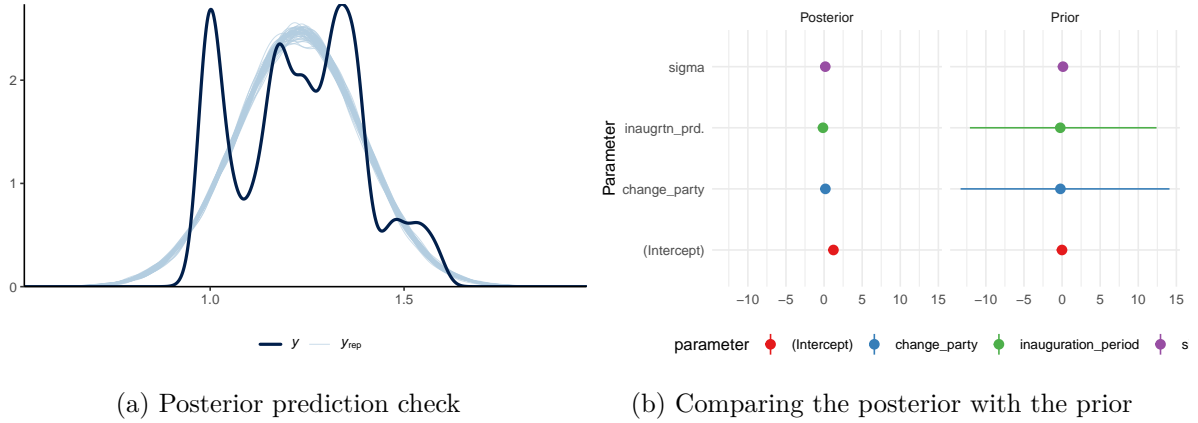 2
1
0
1.0
1.5
y
yrep
(a) Posterior prediction check
Posterior
Prior
Parameter
sigma
inaugrtn_prd.
change_party
(Intercept)
−10 −5 0 5 10 15
−10 −5 0 5 10 15
parameter
(Intercept)
change_party
inauguration_period
s
(b) Comparing the posterior with the prior